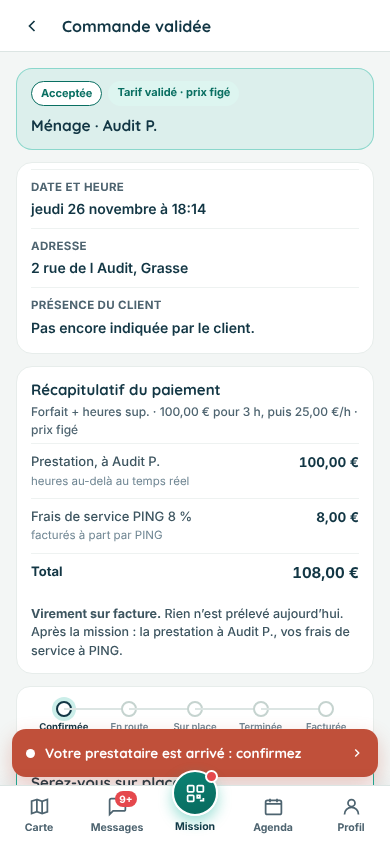 Commande validée
Acceptée
Tarif validé · prix figé
Ménage · Audit P.
DATE ET HEURE
jeudi 26 novembre à 18:14
ADRESSE
2 rue de l Audit, Grasse
PRÉSENCE DU CLIENT
Pas encore indiquée par le client.
Récapitulatif du paiement
Forfait + heures sup. · 100,00 € pour 3 h, puis 25,00 €/h ·
prix figé
Prestation, à Audit P. 100,00 €
heures au-delà au temps réel
Frais de service PING 8 % 8,00 €
facturés à part par PING
Total 108,00 €
Virement sur facture. Rien n’est prélevé aujourd’hui.
Après la mission : la prestation à Audit P., vos frais de
service à PING.
Confirmée En route Sur place Terminée Facturée
Votre prestataire est arrivé : confirmez
Serez-vous sur place
9+
Carte Messages Mission Agenda Profil